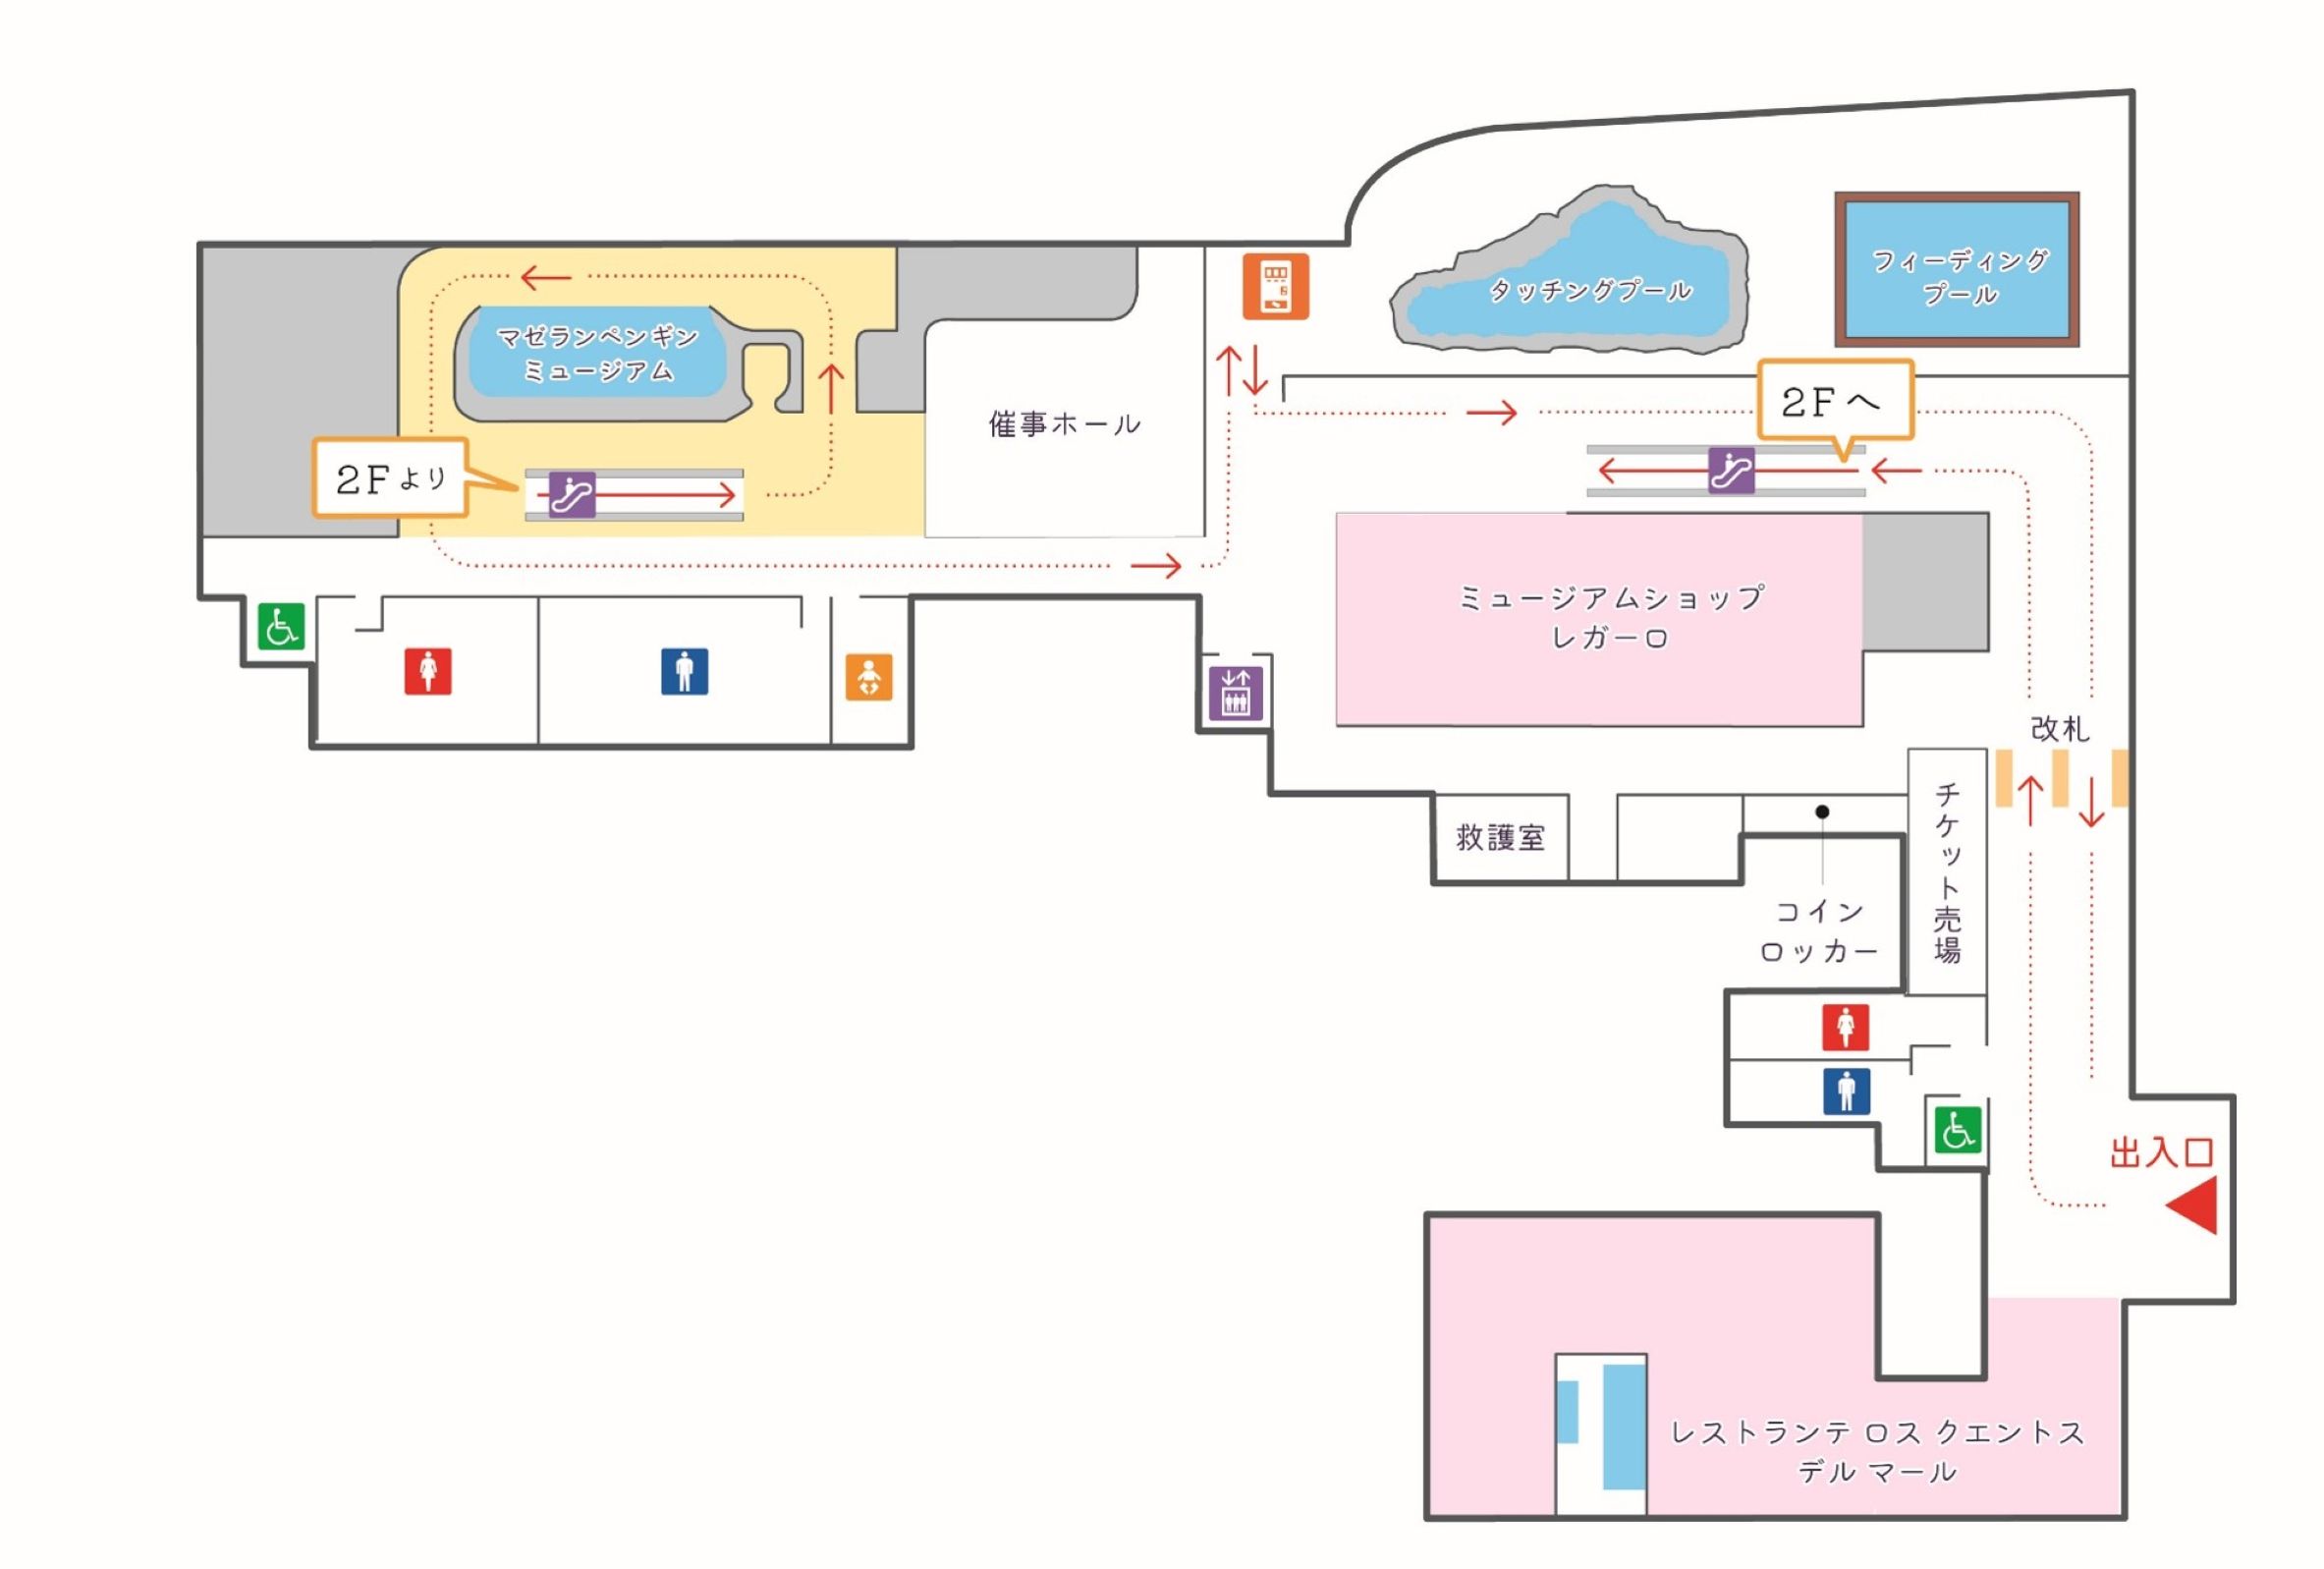 フィーディング
プール
タッチングプール
マゼランペンギン
ミュージアム
2Fへ
催事ホール
2Fより
ミュージアムショップ
レガーロ
改札
チケット売場
救護室
コイン
ロッカー
出入口
レストランテ ロス クエントス
デル マール